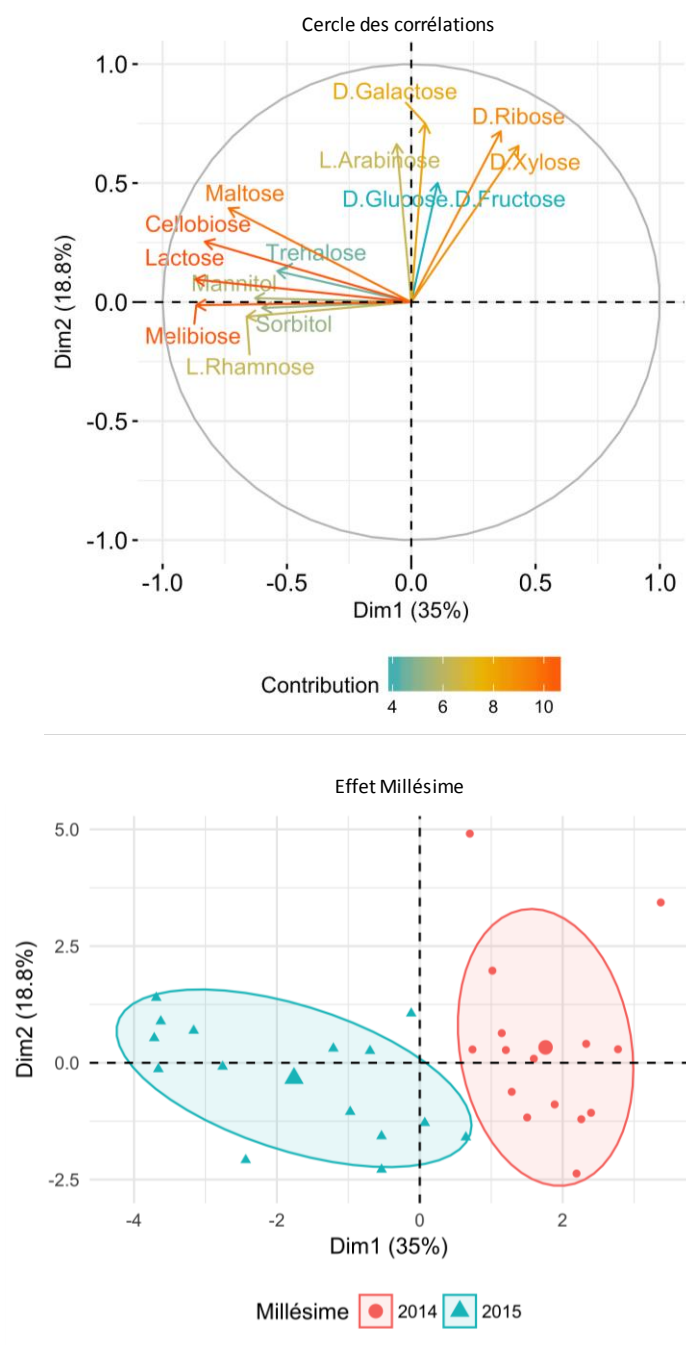 Cercle des corrélations
1.0
D.Galactose
D.Ribose
L.Arabinose
D.Xylose
0.5
Maltose
D.Glucose.D.Fructose
Cellobiose
Lactose
Trehalose
Mannitol
0.0
Sorbitol
Melibiose
L.Rhamnose
Dim2 (18.8%)
-0.5
-1.0
-1.0 -0.5 0.0 0.5 1.0
Dim1 (35%)
Contribution
4 6 8 10
Effet Millésime
5.0
2.5
Dim2 (18.8%)
0.0
-2.5
-4 -2 0 2
Dim1 (35%)
Millésime 2014 2015